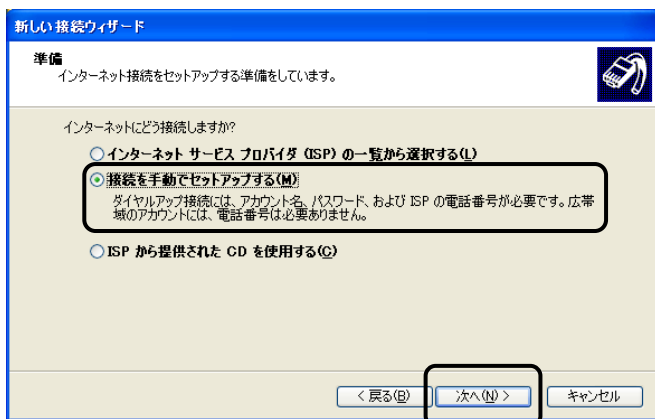 新しい接続ウィザード
準備
インターネット接続をセットアップする準備をしています。
インターネットにどう接続しますか?
インターネット サービス プロバイダ (ISP) の一覧から選択する(L)
接続を手動でセットアップする(M)
ダイヤルアップ接続には、アカウント名、パスワード、および ISP の電話番号が必要です。広帯
域のアカウントには、電話番号は必要ありません。
ISP から提供された CD を使用する(C)
< 戻る(B) 次へ(N) > キャンセル